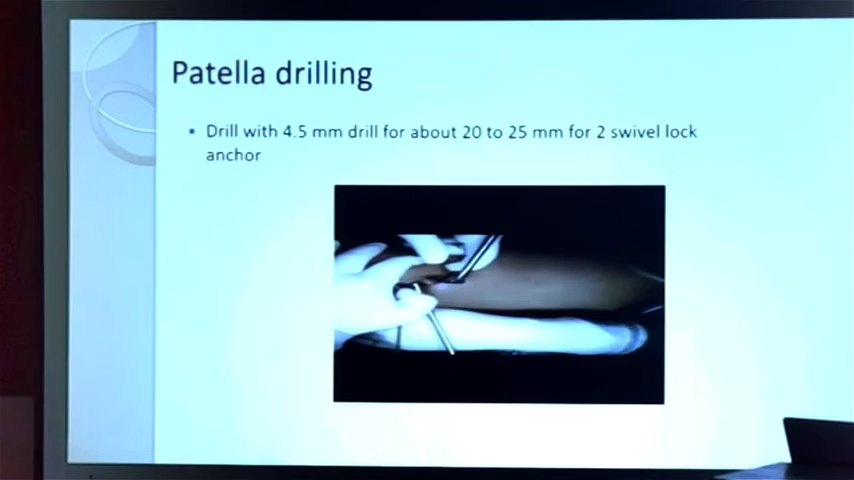 Patella drilling
• Drill with 4.5 mm drill for about 20 to 25 mm for 2 swivel lock
anchor